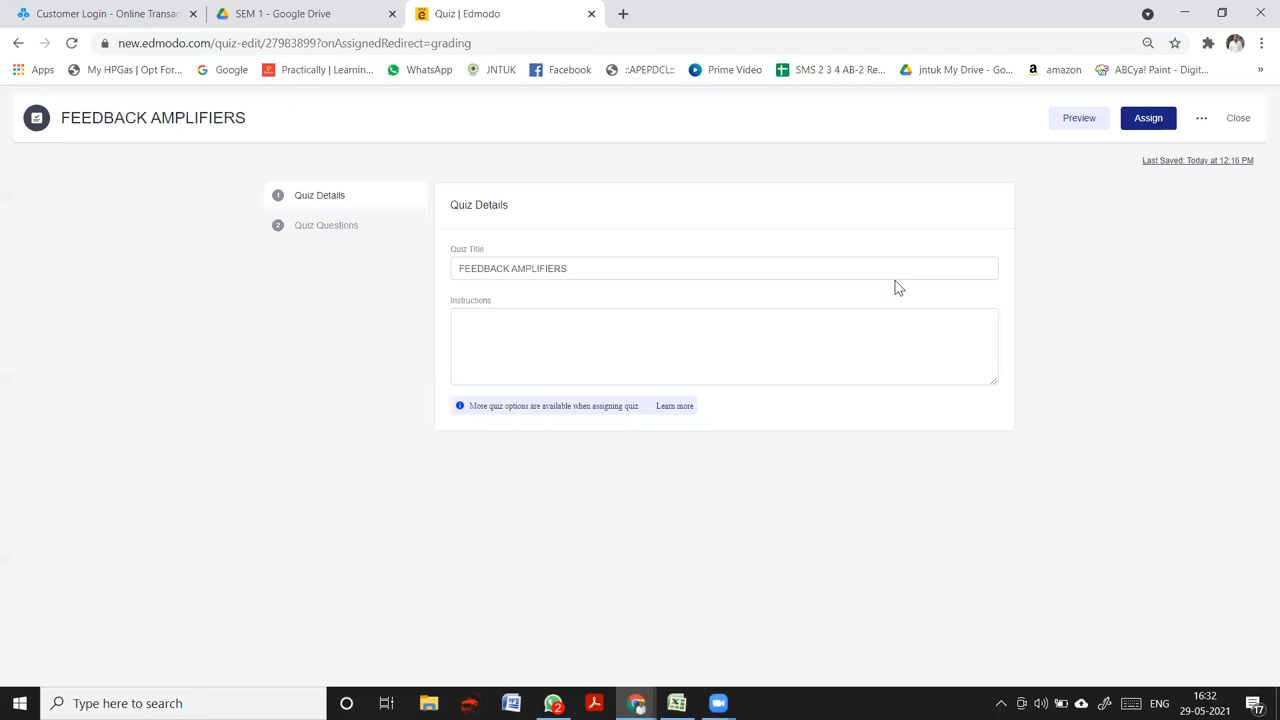 Customer Login - Online Transac
SEM 1 - Google Drive
Quiz | Edmodo
new.edmodo.com/quiz-edit/27983899?onAssignedRedirect=grading
Apps
My HPGas | Opt For...
Google
Practically | Learnin...
WhatsApp
JNTUK
Facebook
::APEPDCL::
Prime Video
SMS 2 3 4 AB-2 Re...
jntuk My Drive - Go...
amazon
ABCya! Paint - Digit...
»
FEEDBACK AMPLIFIERS
Preview
Assign
...
Close
Last Saved: Today at 12:16 PM
1 Quiz Details
2 Quiz Questions
Quiz Details
Quiz Title
FEEDBACK AMPLIFIERS
Instructions
More quiz options are available when assigning quiz
Learn more
Type here to search
2
ENG
16:32
29-05-2021
17